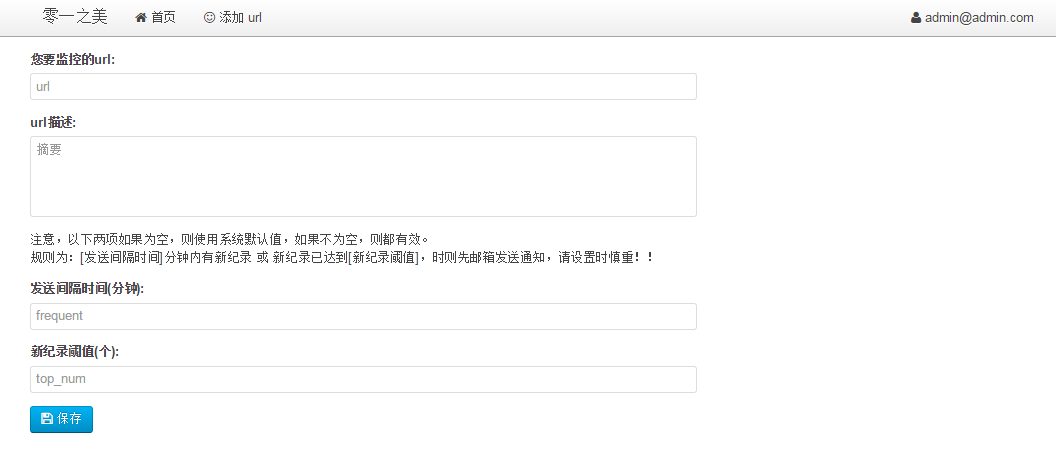 零一之美 首页 添加 url admin@admin.com
您要监控的url:
url
url描述:
摘要
注意，以下两项如果为空，则使用系统默认值，如果不为空，则都有效。
规则为：[发送间隔时间]分钟内有新纪录 或 新纪录已达到[新纪录阈值]，时则先邮箱发送通知，请设置时慎重！！
发送间隔时间(分钟):
frequent
新纪录阈值(个):
top_num
保存